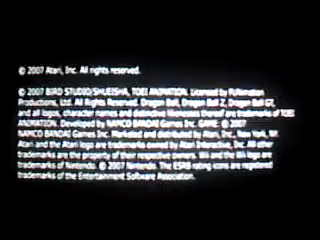 © 2007 Atari, Inc. All rights reserved.
© 2007 BIRD STUDIO/SHUEISHA, TOEI ANIMATION. Licensed by FUNimation
Productions, Ltd. All Rights Reserved. Dragon Ball, Dragon Ball Z, Dragon Ball GT,
and all logos, character names and distinctive likenesses thereof are trademarks of TOEI
ANIMATION. Developed by NAMCO BANDAI Games Inc. GAME: © 2007
NAMCO BANDAI Games Inc. Marketed and distributed by Atari, Inc., New York, NY.
Atari and the Atari logo are trademarks owned by Atari Interactive, Inc. All other
trademarks are the property of their respective owners. Wii and the Wii logo are
trademarks of Nintendo. © 2007 Nintendo. The ESRB rating icons are registered
trademarks of the Entertainment Software Association.